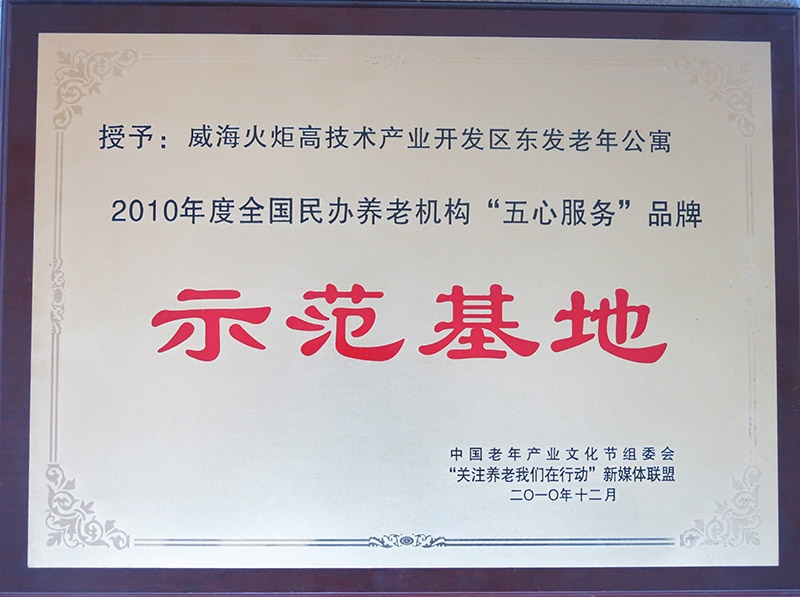 授予：威海火炬高技术产业开发区东发老年公寓
2010年度全国民办养老机构“五心服务”品牌
示范基地
中国老年产业文化节组委会
“关注养老我们在行动”新媒体联盟
二〇一〇年十二月